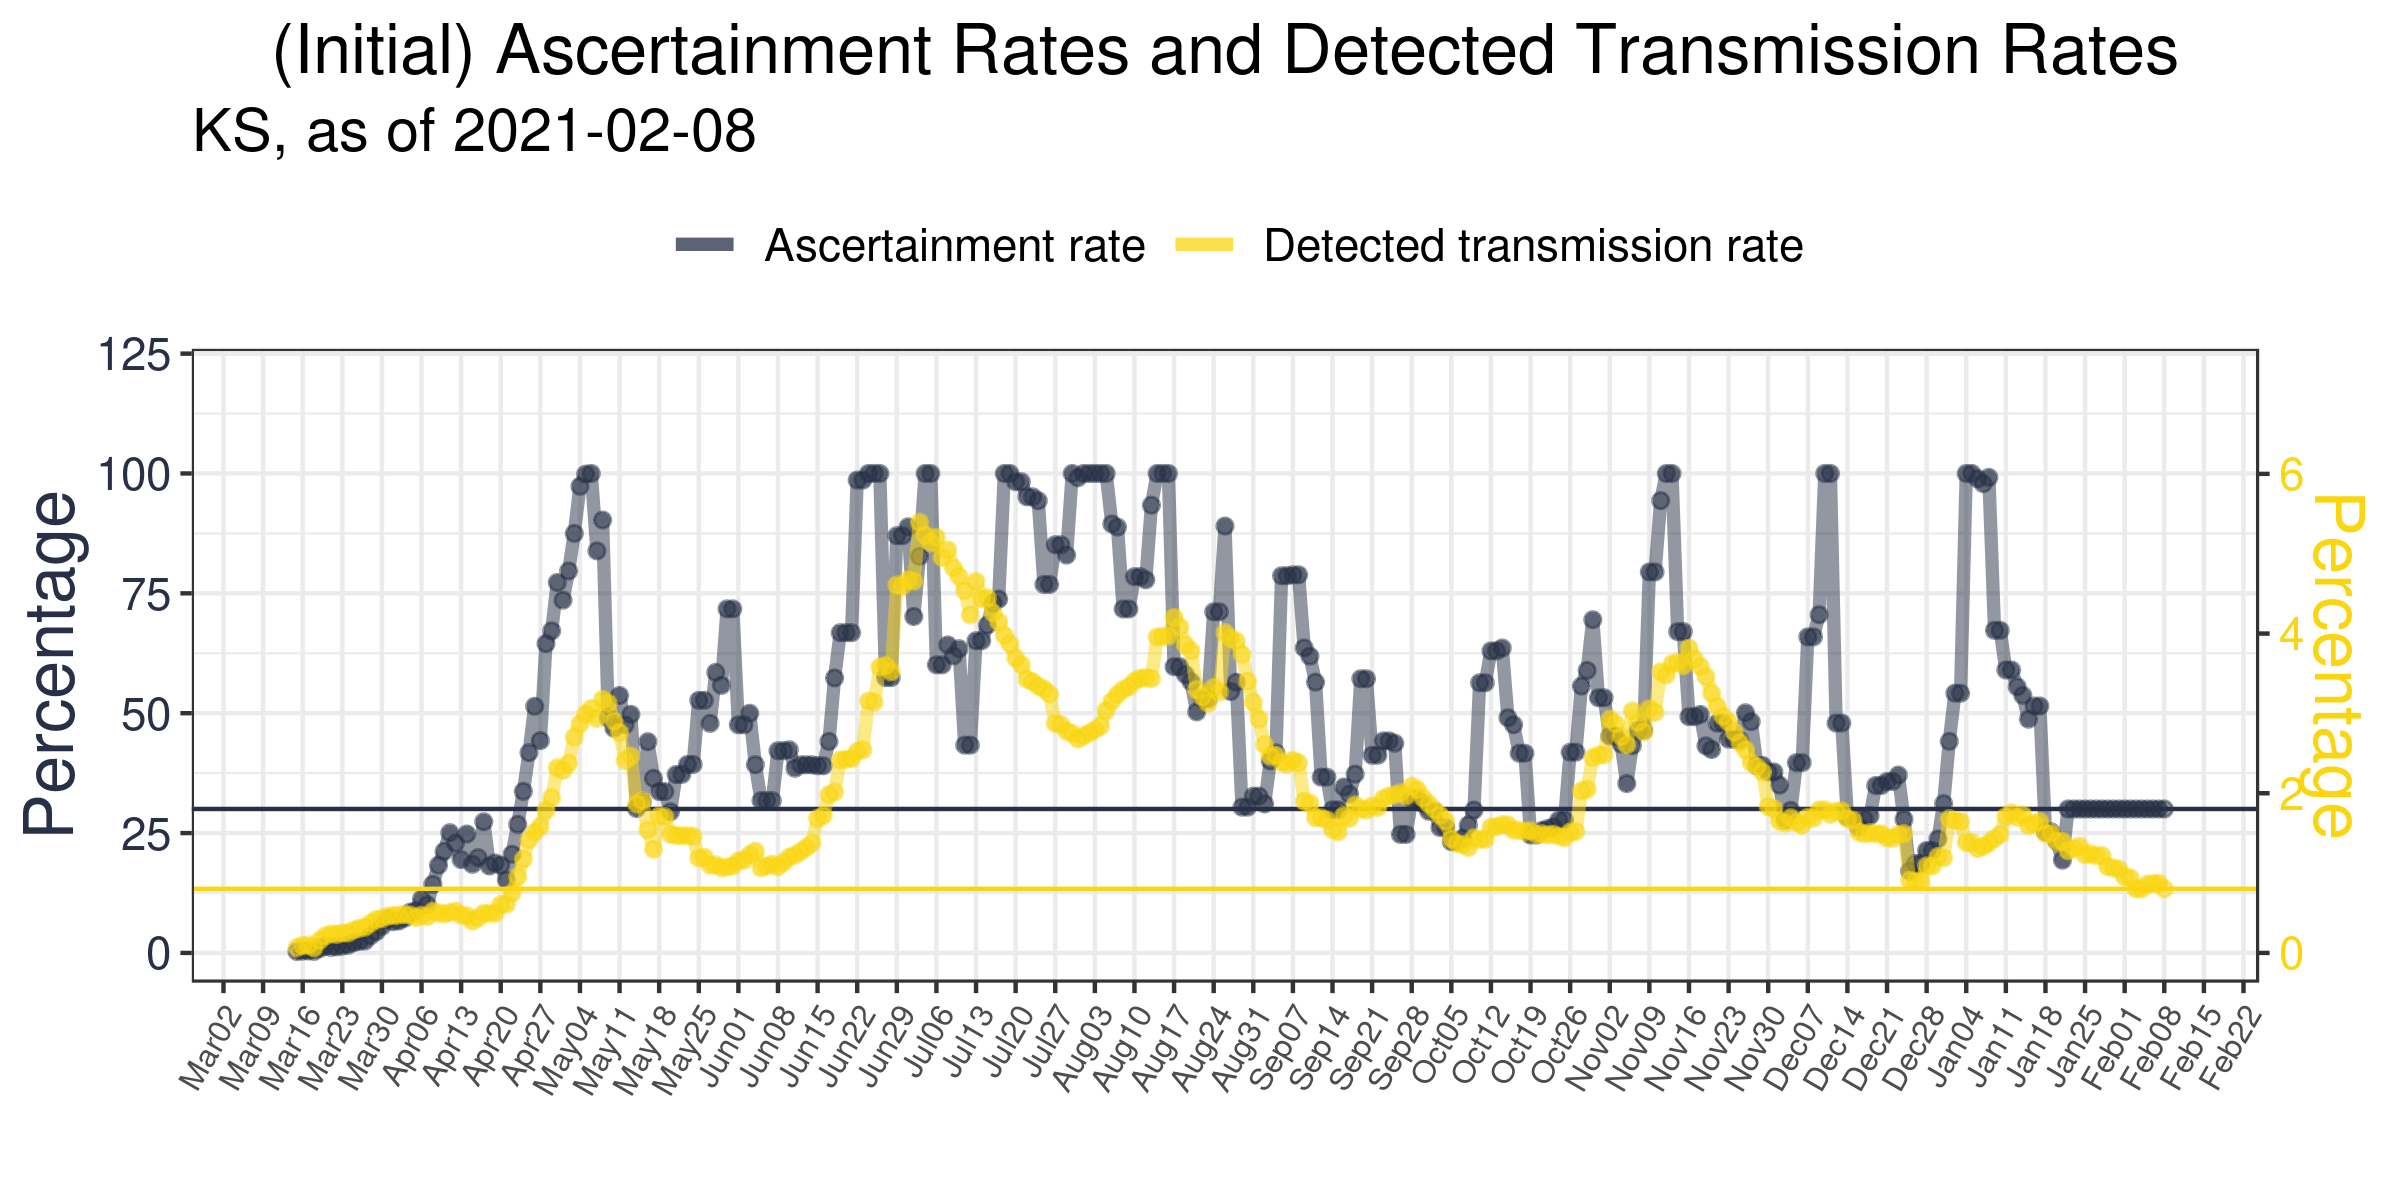 (Initial) Ascertainment Rates and Detected Transmission Rates
KS, as of 2021-02-08
Ascertainment rate
Detected transmission rate
Percentage
125
100
75
50
25
0
6
4
2
0
Percentage
Mar02
Mar09
Mar16
Mar23
Mar30
Apr06
Apr13
Apr20
Apr27
May04
May11
May18
May25
Jun01
Jun08
Jun15
Jun22
Jun29
Jul06
Jul13
Jul20
Jul27
Aug03
Aug10
Aug17
Aug24
Aug31
Sep07
Sep14
Sep21
Sep28
Oct05
Oct12
Oct19
Oct26
Nov02
Nov09
Nov16
Nov23
Nov30
Dec07
Dec14
Dec21
Dec28
Jan04
Jan11
Jan18
Jan25
Feb01
Feb08
Feb15
Feb22